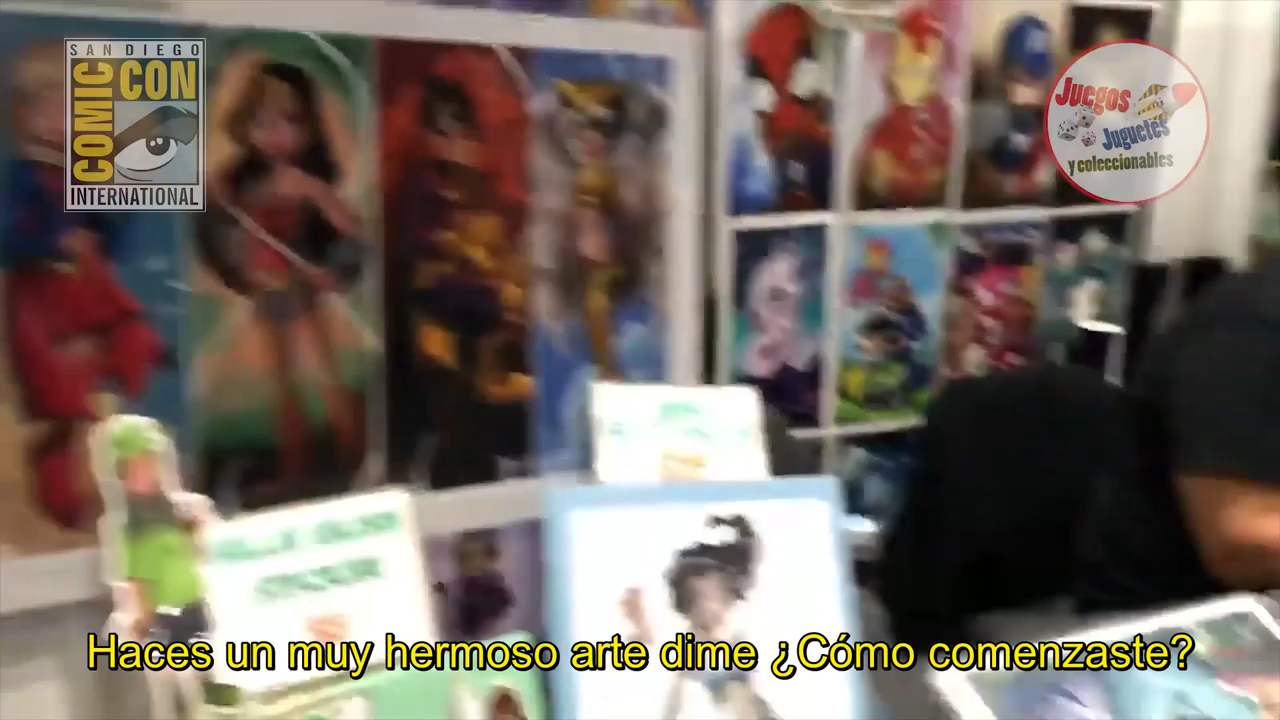 SAN DIEGO
COMIC CON
INTERNATIONAL
Juegos
Juguetes
y coleccionables
Haces un muy hermoso arte dime ¿Cómo comenzaste?